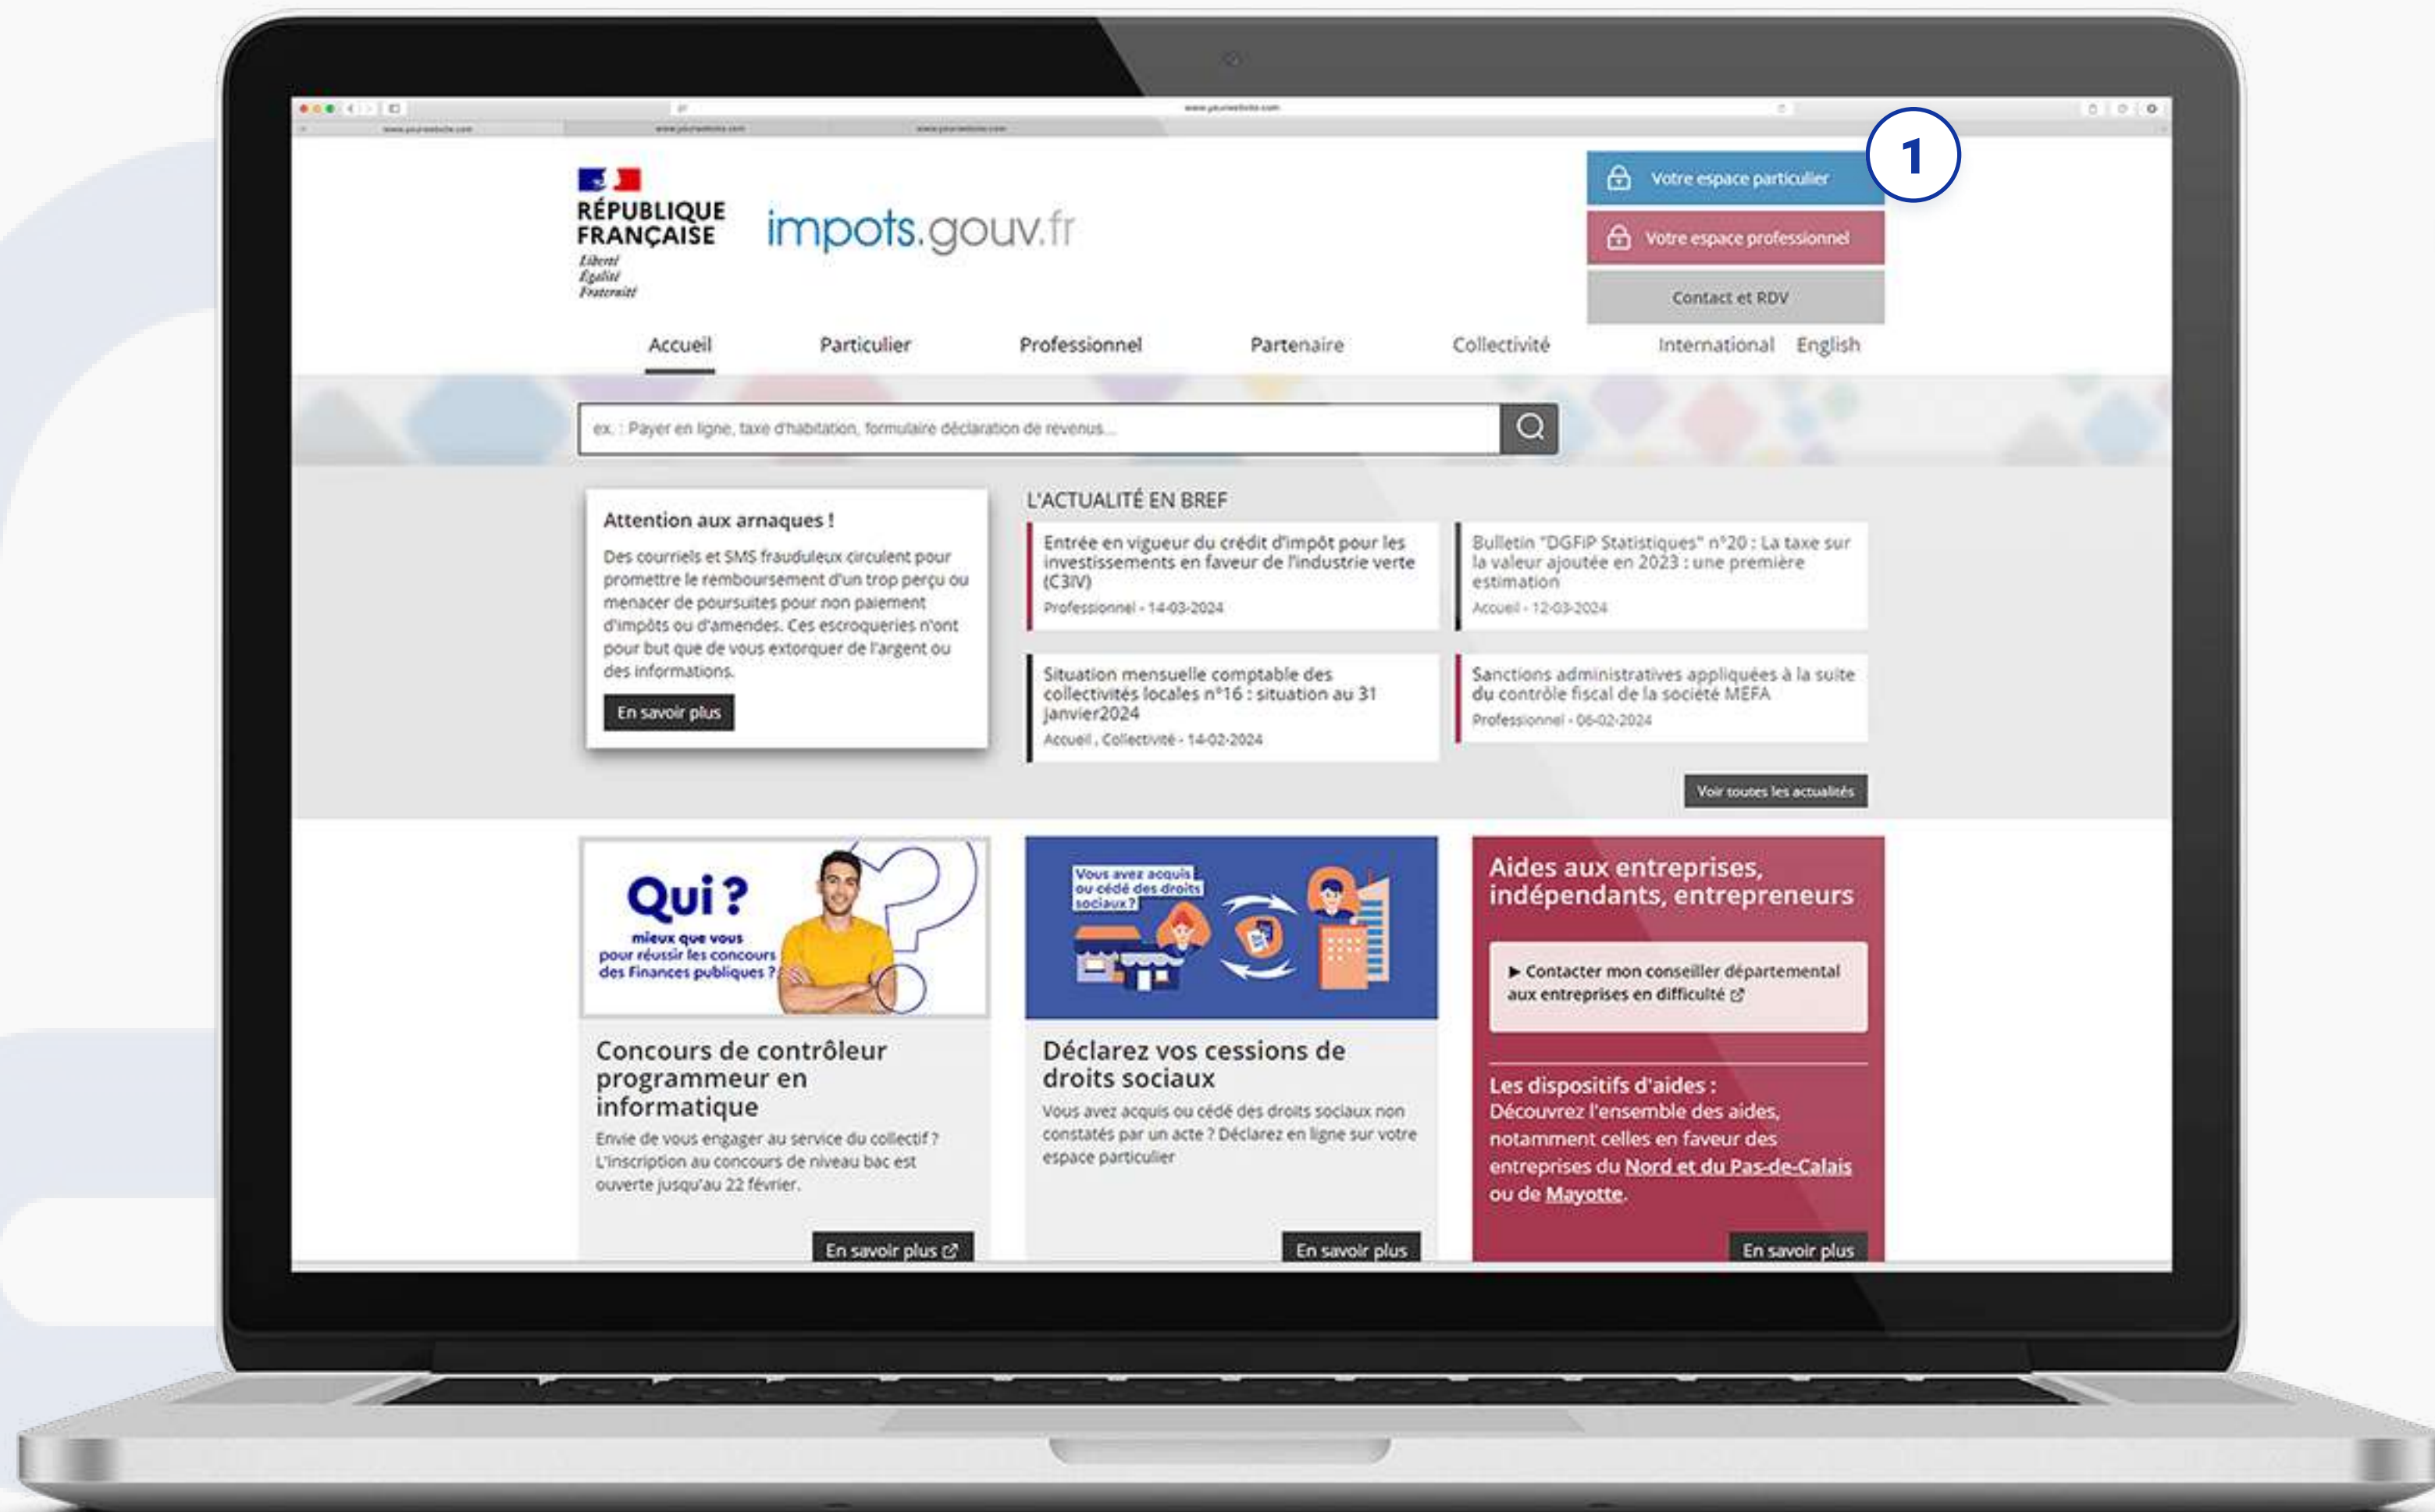 www.yourwebsite.com
www.yourwebsite.com
www.yourwebsite.com
www.yourwebsite.com
1
Votre espace particulier
RÉPUBLIQUE
FRANÇAISE
Liberté
Égalité
Fraternité
impots.gouv.fr
Votre espace professionnel
Contact et RDV
Accueil
Particulier
Professionnel
Partenaire
Collectivité
International
English
ex. : Payer en ligne, taxe d'habitation, formulaire déclaration de revenus...
Attention aux arnaques !
Des courriels et SMS frauduleux circulent pour
promettre le remboursement d'un trop perçu ou
menacer de poursuites pour non paiement
d'impôts ou d'amendes. Ces escroqueries n'ont
pour but que de vous extorquer de l'argent ou
des informations.
En savoir plus
L'ACTUALITÉ EN BREF
Entrée en vigueur du crédit d'impôt pour les
investissements en faveur de l'industrie verte
(C3IV)
Professionnel - 14-03-2024
Bulletin "DGFiP Statistiques" n°20 : La taxe sur
la valeur ajoutée en 2023 : une première
estimation
Accueil - 12-03-2024
Situation mensuelle comptable des
collectivités locales n°16 : situation au 31
janvier2024
Accueil , Collectivité - 14-02-2024
Sanctions administratives appliquées à la suite
du contrôle fiscal de la société MEFA
Professionnel - 06-02-2024
Voir toutes les actualités
Qui ?
mieux que vous
pour réussir les concours
des Finances publiques ?
Concours de contrôleur
programmeur en
informatique
Envie de vous engager au service du collectif ?
L'inscription au concours de niveau bac est
ouverte jusqu'au 22 février.
En savoir plus
Vous avez acquis
ou cédé des droits
sociaux ?
Déclarez vos cessions de
droits sociaux
Vous avez acquis ou cédé des droits sociaux non
constatés par un acte ? Déclarez en ligne sur votre
espace particulier
En savoir plus
Aides aux entreprises,
indépendants, entrepreneurs
▶ Contacter mon conseiller départemental
aux entreprises en difficulté
Les dispositifs d'aides :
Découvrez l'ensemble des aides,
notamment celles en faveur des
entreprises du Nord et du Pas-de-Calais
ou de Mayotte.
En savoir plus